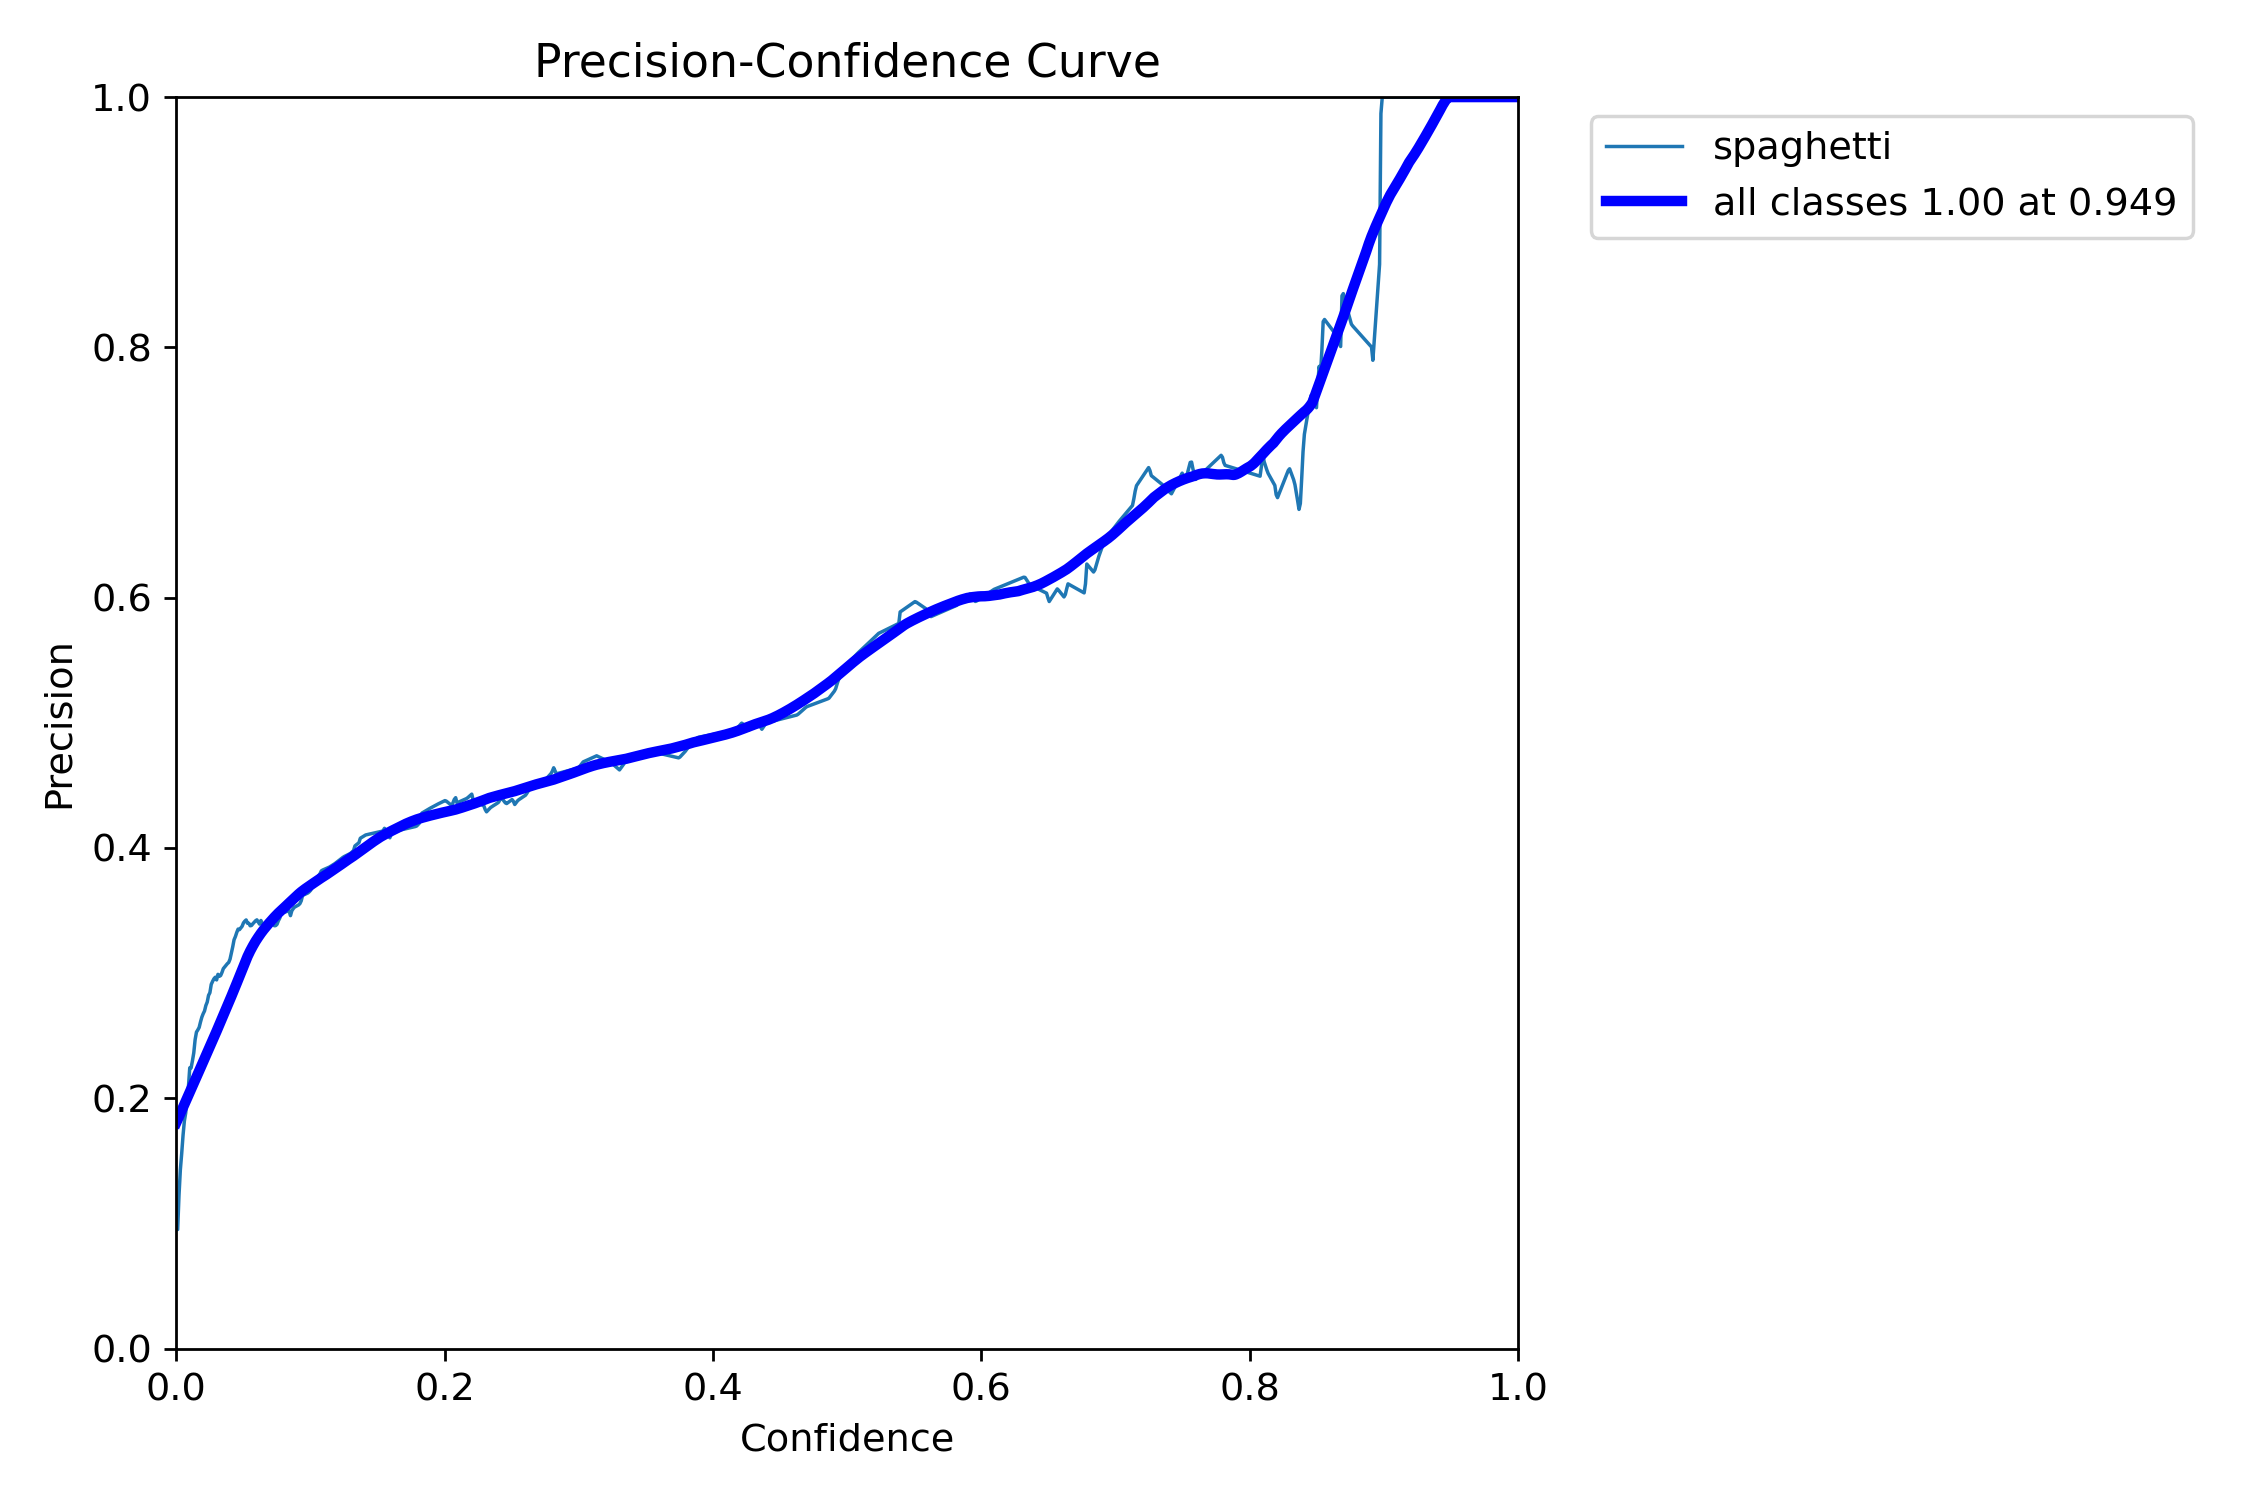 Precision-Confidence Curve
1.0
0.8
0.6
0.4
0.2
0.0
Precision
0.0 0.2 0.4 0.6 0.8 1.0
Confidence
spaghetti
all classes 1.00 at 0.949